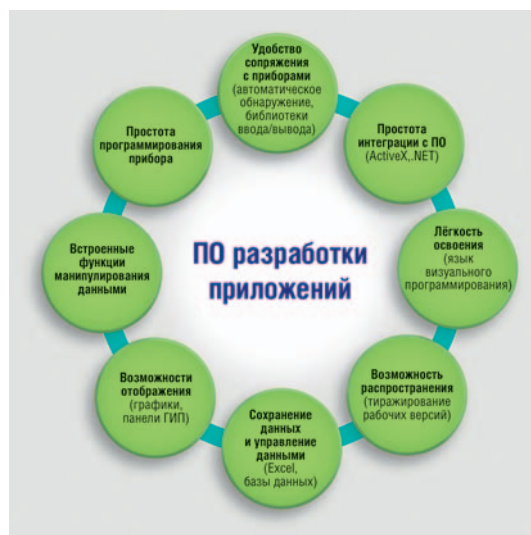 Удобство
сопряжения
с приборами
(автоматическое
обнаружение,
библиотеки
ввода/вывода)
Простота
интеграции с ПО
(ActiveX,.NET)
Лёгкость
освоения
(язык
визуального
программирования)
Возможность
распространения
(тиражирование
рабочих версий)
Сохранение
данных
и управление
данными
(Excel,
базы данных)
Возможности
отображения
(графики,
панели ГИП)
Встроенные
функции
манипулирования
данными
Простота
программирования
прибора
ПО разработки
приложений